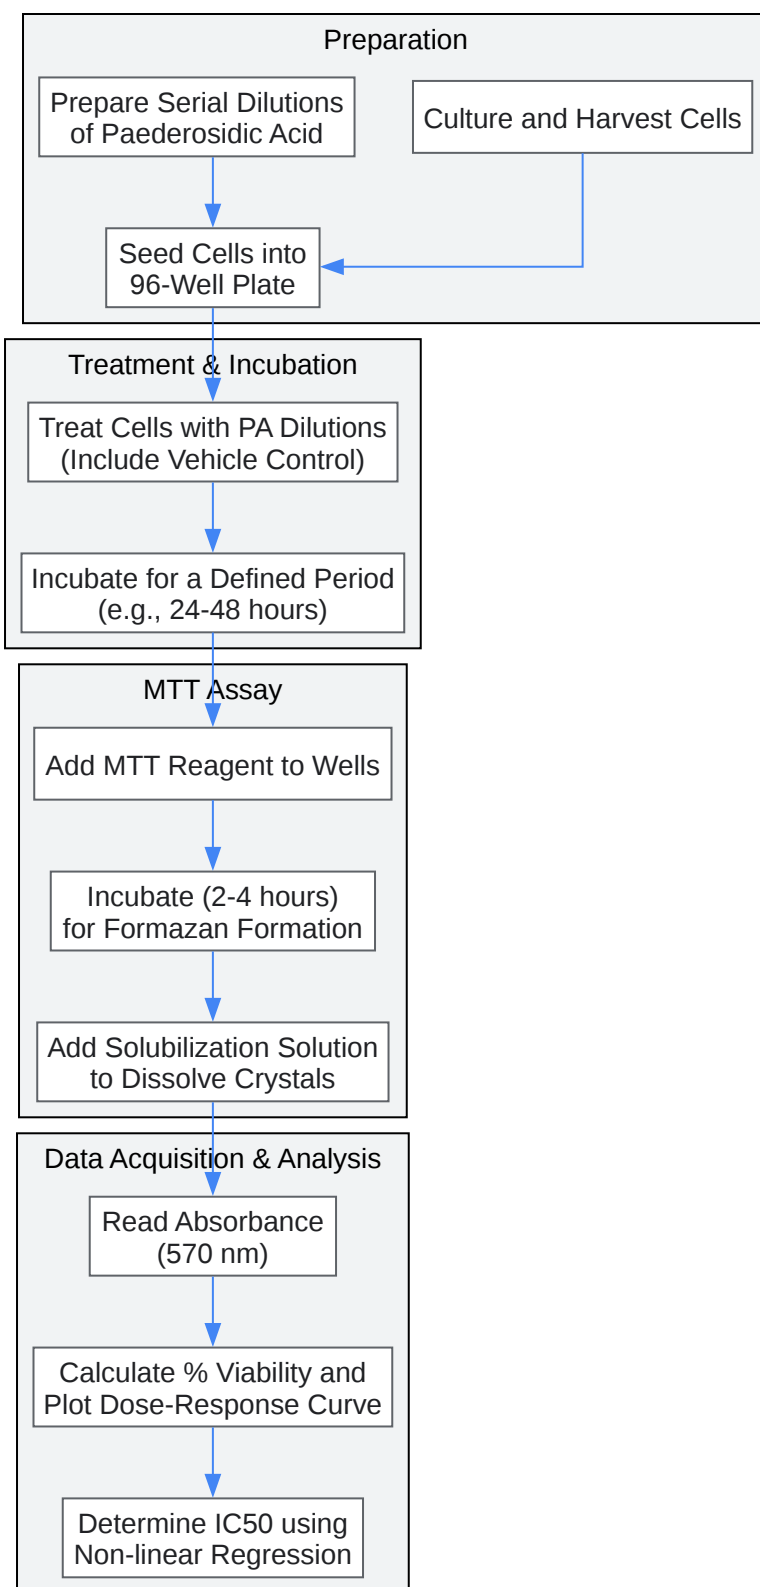 Preparation
Prepare Serial Dilutions
of Paederosidic Acid
Culture and Harvest Cells
Seed Cells into
96-Well Plate
Treatment & Incubation
Treat Cells with PA Dilutions
(Include Vehicle Control)
Incubate for a Defined Period
(e.g., 24-48 hours)
MTT Assay
Add MTT Reagent to Wells
Incubate (2-4 hours)
for Formazan Formation
Add Solubilization Solution
to Dissolve Crystals
Data Acquisition & Analysis
Read Absorbance
(570 nm)
Calculate % Viability and
Plot Dose-Response Curve
Determine IC50 using
Non-linear Regression